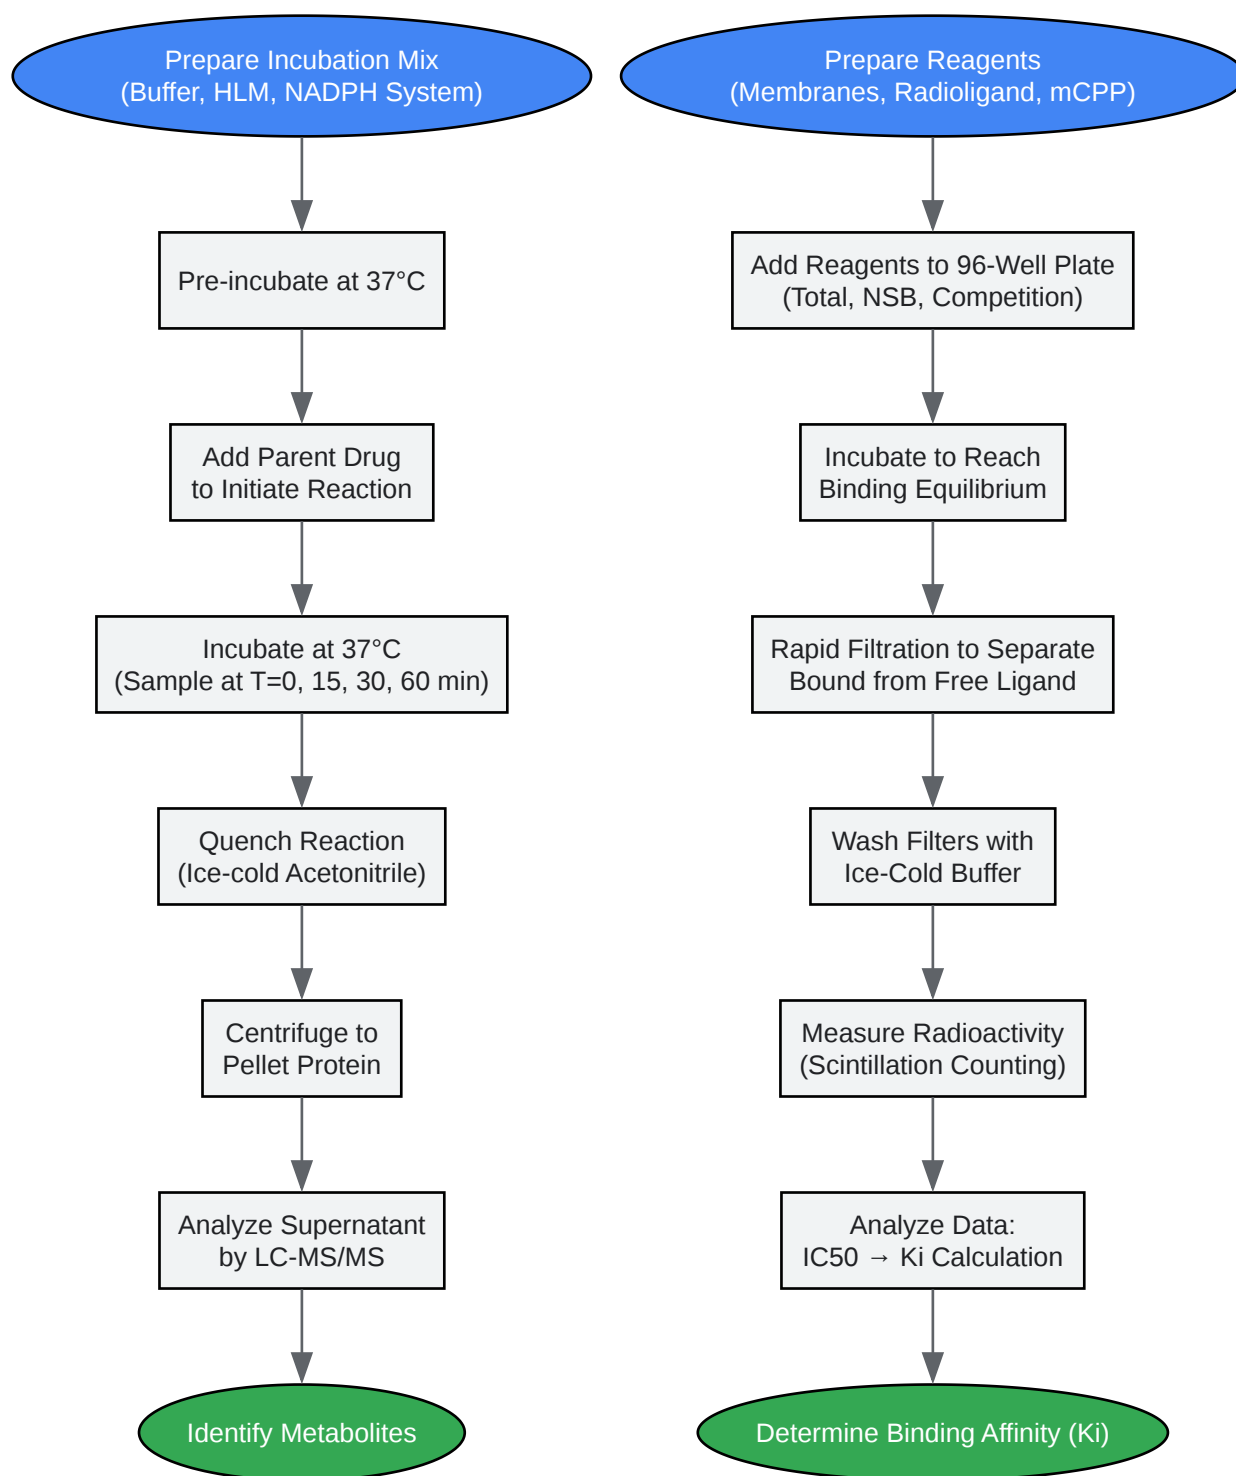 Prepare Incubation Mix
(Buffer, HLM, NADPH System)
Pre-incubate at 37°C
Add Parent Drug
to Initiate Reaction
Incubate at 37°C
(Sample at T=0, 15, 30, 60 min)
Quench Reaction
(Ice-cold Acetonitrile)
Centrifuge to
Pellet Protein
Analyze Supernatant
by LC-MS/MS
Identify Metabolites
Prepare Reagents
(Membranes, Radioligand, mCPP)
Add Reagents to 96-Well Plate
(Total, NSB, Competition)
Incubate to Reach
Binding Equilibrium
Rapid Filtration to Separate
Bound from Free Ligand
Wash Filters with
Ice-Cold Buffer
Measure Radioactivity
(Scintillation Counting)
Analyze Data:
IC50 → Ki Calculation
Determine Binding Affinity (Ki)